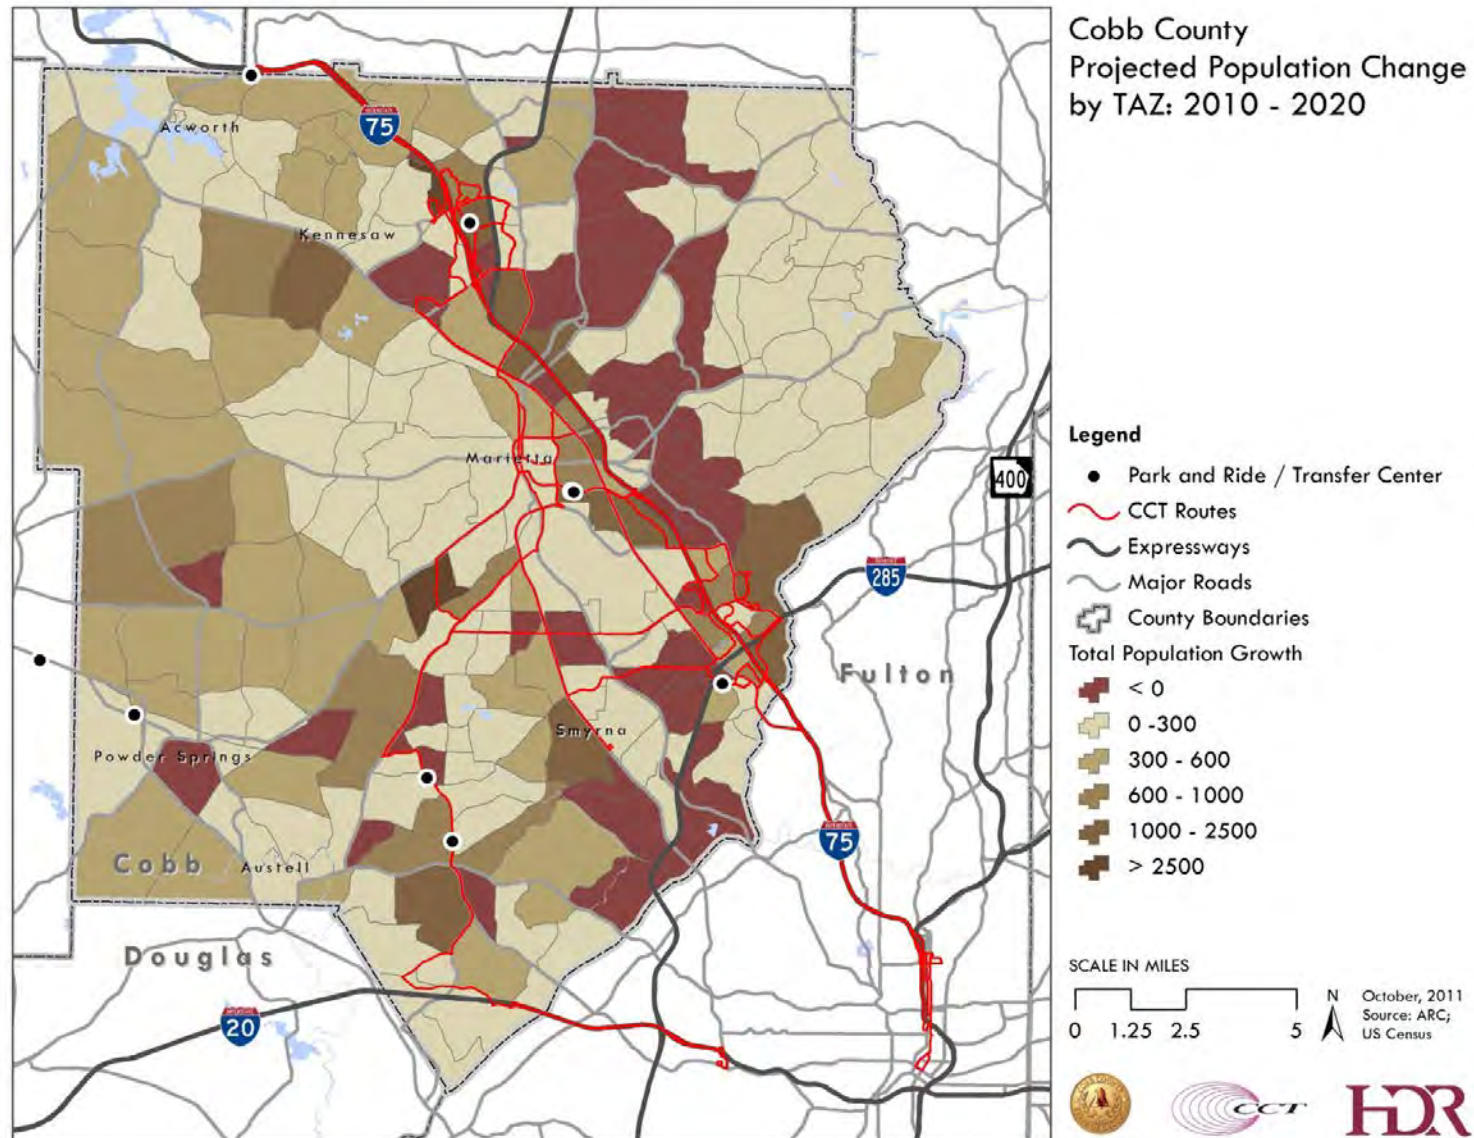 Cobb County
Projected Population Change
by TAZ: 2010 - 2020
Acworth
75
Kennesaw
Marietta
400
285
Fulton
Smyrna
Powder Springs
75
Cobb
Austell
Douglas
20
Legend
Park and Ride / Transfer Center
CCT Routes
Expressways
Major Roads
County Boundaries
Total Population Growth
< 0
0 -300
300 - 600
600 - 1000
1000 - 2500
> 2500
SCALE IN MILES
0 1.25 2.5 5
N
October, 2011
Source: ARC;
US Census
CCT
HDR